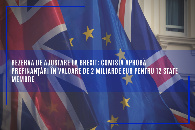 REZERVA DE AJUSTARE LA BREXIT: COMISIA APROBĂ
PREFINANȚĂRI ÎN VALOARE DE 2 MILIARDE EUR PENTRU 12 STATE
MEMBRE